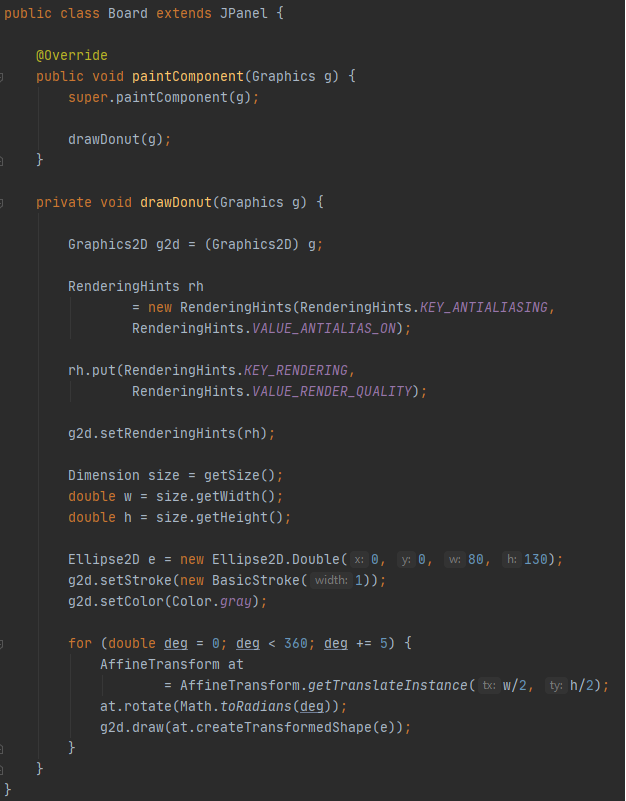 public class Board extends JPanel {
@Override
public void paintComponent(Graphics g) {
super.paintComponent(g);
drawDonut(g);
}
private void drawDonut(Graphics g) {
Graphics2D g2d = (Graphics2D) g;
RenderingHints rh
= new RenderingHints(RenderingHints.KEY_ANTIALIASING,
RenderingHints.VALUE_ANTIALIAS_ON);
rh.put(RenderingHints.KEY_RENDERING,
RenderingHints.VALUE_RENDER_QUALITY);
g2d.setRenderingHints(rh);
Dimension size = getSize();
double w = size.getWidth();
double h = size.getHeight();
Ellipse2D e = new Ellipse2D.Double( x: 0, y: 0, w: 80, h: 130);
g2d.setStroke(new BasicStroke( width: 1));
g2d.setColor(Color.gray);
for (double deg = 0; deg < 360; deg += 5) {
AffineTransform at
= AffineTransform.getTranslateInstance( tx: w/2, ty: h/2);
at.rotate(Math.toRadians(deg));
g2d.draw(at.createTransformedShape(e));
}
}
}